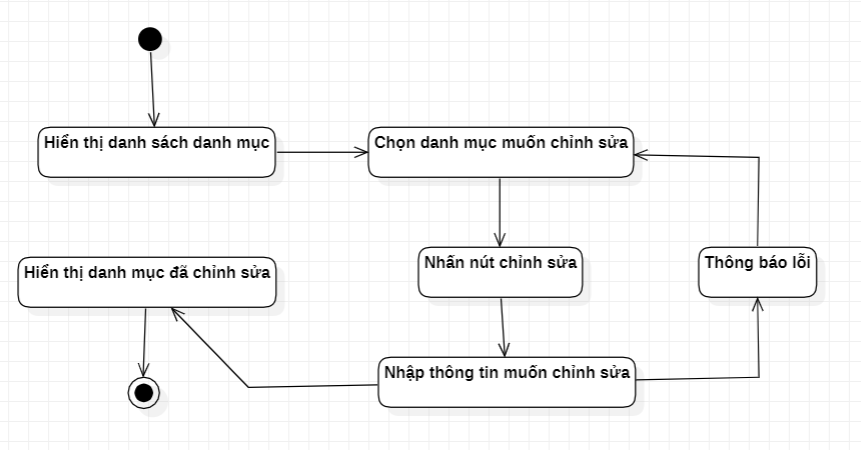 Hiển thị danh sách danh mục
Chọn danh mục muốn chỉnh sửa
Hiển thị danh mục đã chỉnh sửa
Nhấn nút chỉnh sửa
Thông báo lỗi
Nhập thông tin muốn chỉnh sửa